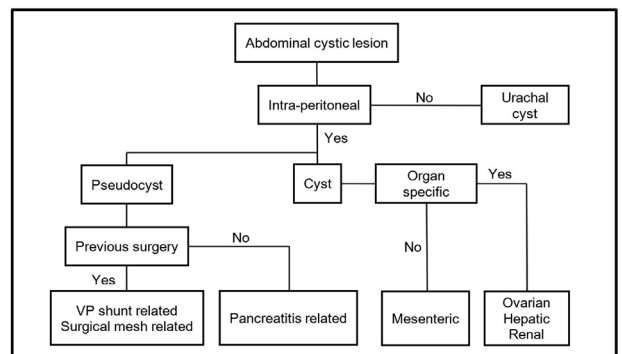 Abdominal cystic lesion
Intra-peritoneal
No
Urachal
cyst
Yes
Pseudocyst
Cyst
Organ
specific
Yes
Previous surgery
No
No
Yes
VP shunt related
Surgical mesh related
Pancreatitis related
Mesenteric
Ovarian
Hepatic
Renal